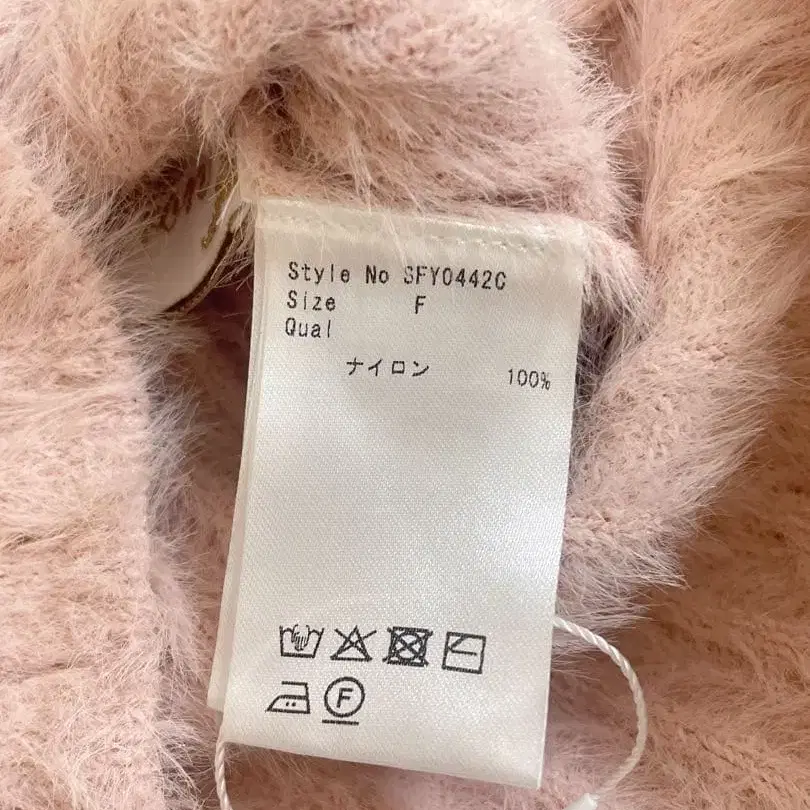 Style No SFY0442C
Size F
Qual
ナイロン 100%
F